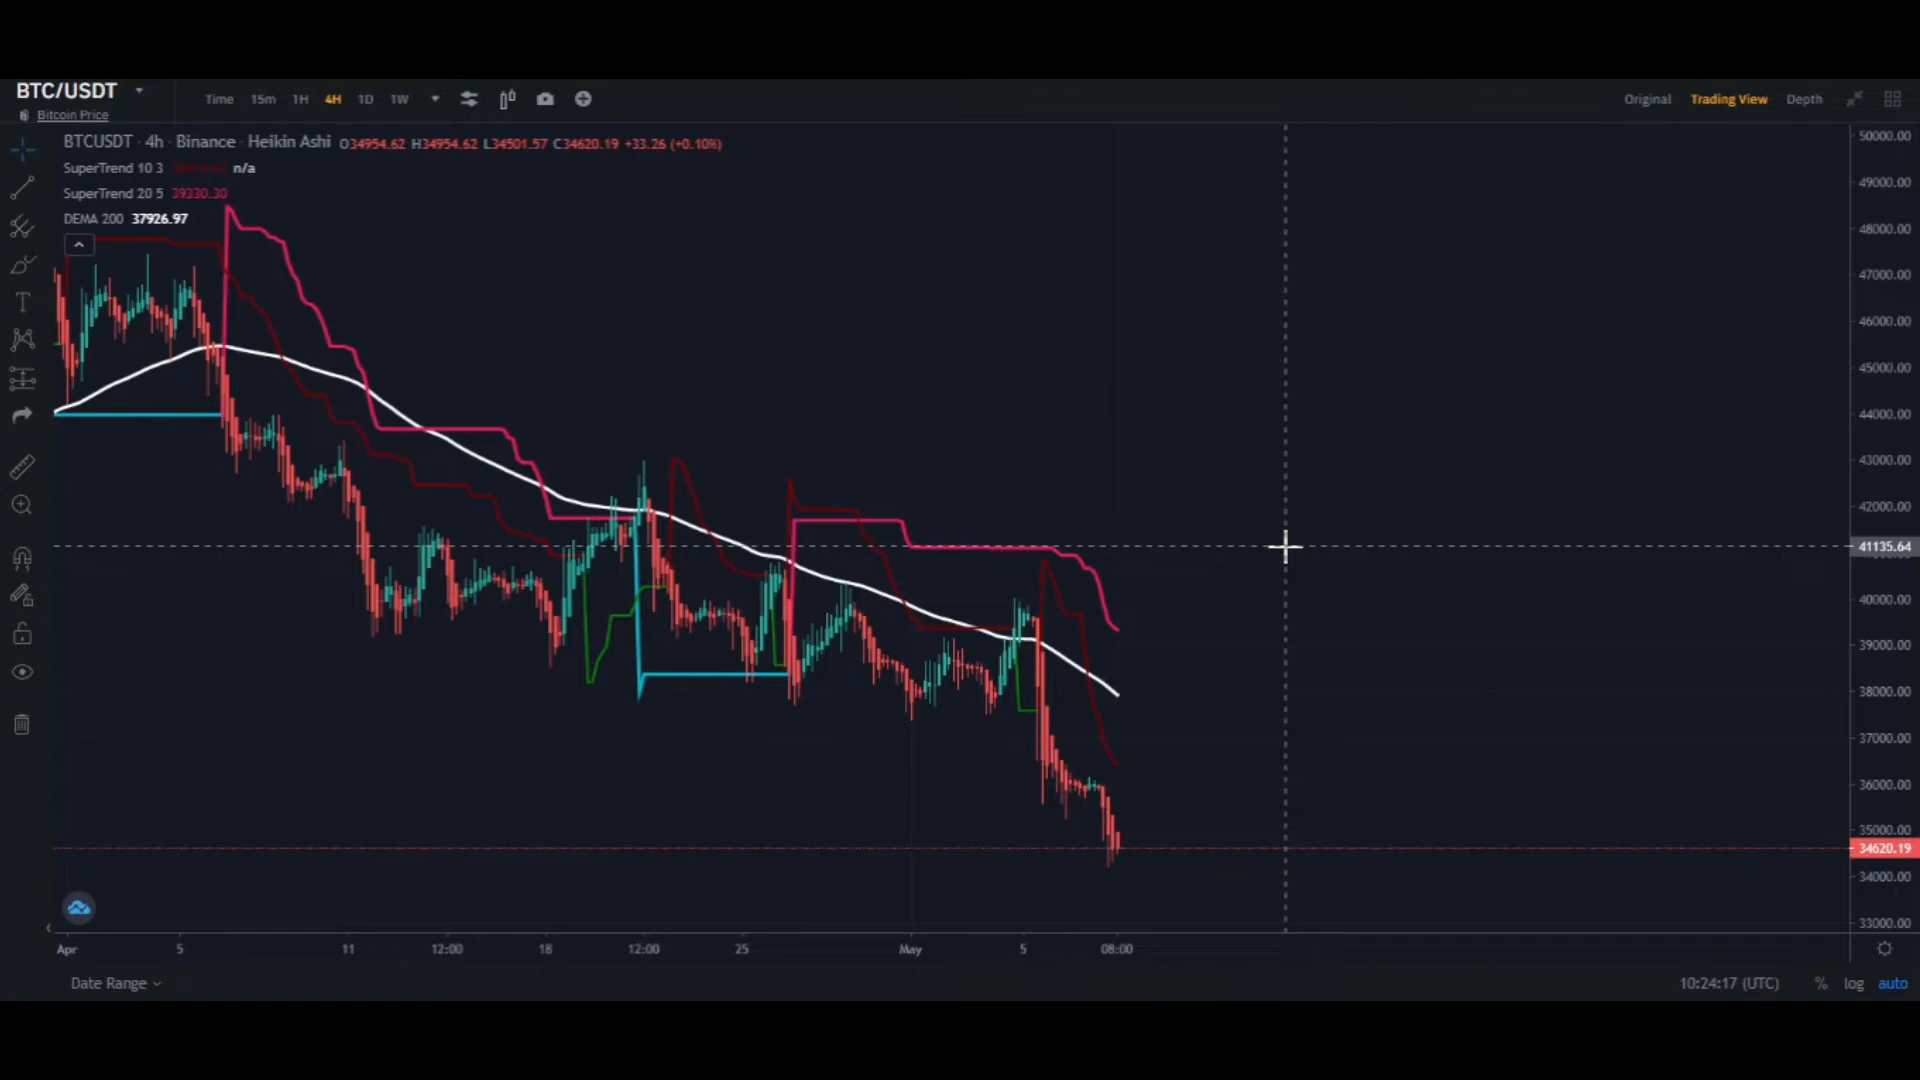 BTC/USDT
Bitcoin Price
Time 15m 1H 4H 1D 1W
Original Trading View Depth
BTCUSDT · 4h · Binance · Heikin Ashi O34954.62 H34954.62 L34501.57 C34620.19 +33.26 (+0.10%)
SuperTrend 10 3 n/a
SuperTrend 20 5 39330.30
DEMA 200 37926.97
50000.00
49000.00
48000.00
47000.00
46000.00
45000.00
44000.00
43000.00
42000.00
41135.64
40000.00
39000.00
38000.00
37000.00
36000.00
35000.00
34620.19
34000.00
33000.00
Apr 5 11 12:00 18 12:00 25 May 5 08:00
Date Range
10:24:17 (UTC) % log auto